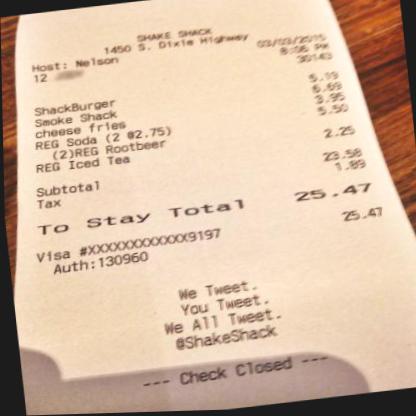 SHAKE SHACK
1450 S. Dixie Highway
Host: Nelson 03/03/2015
12 8:06 PM
30143
ShackBurger 5.19
Smoke Shack 6.69
cheese fries 3.95
REG Soda (2 @2.75) 5.50
(2)REG Rootbeer
REG Iced Tea 2.25
Subtotal 23.58
Tax 1.89
To Stay Total 25.47
Visa #XXXXXXXXXXXX9197 25.47
Auth:130960
We Tweet.
You Tweet.
We All Tweet.
@ShakeShack
--- Check Closed ---